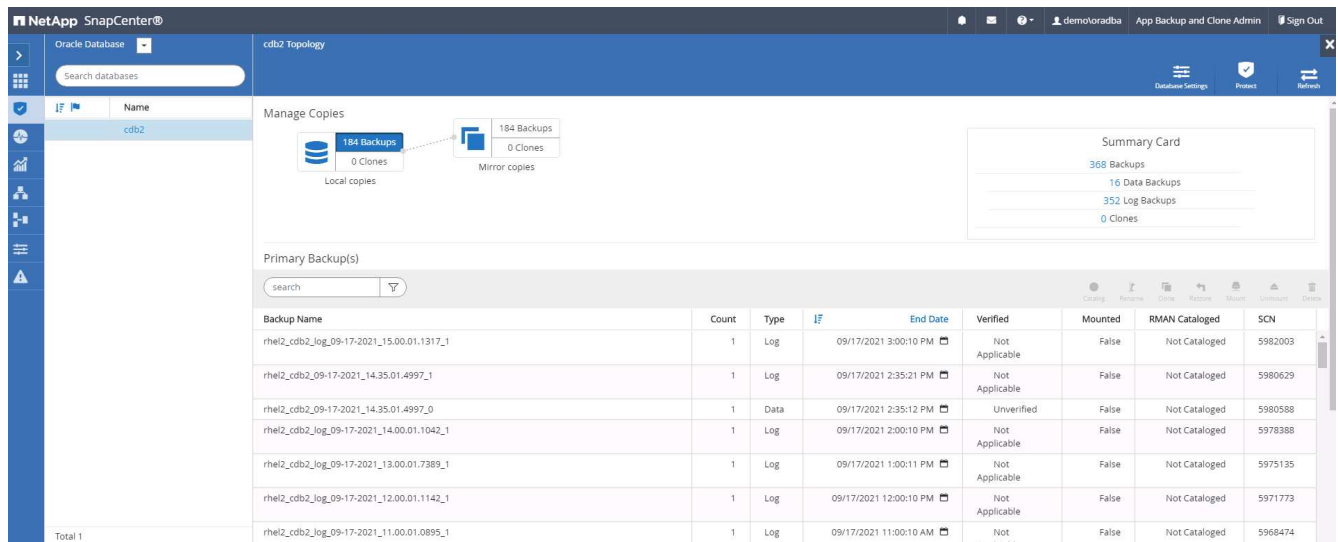 NetApp SnapCenter®
demo\oradba App Backup and Clone Admin Sign Out
Oracle Database
Search databases
Name
cdb2
Total 1
cdb2 Topology
Database Settings Protect Refresh
Manage Copies
184 Backups
0 Clones
Local copies
184 Backups
0 Clones
Mirror copies
Summary Card
368 Backups
16 Data Backups
352 Log Backups
0 Clones
Primary Backup(s)
search
Catalog Rename Clone Restore Mount Unmount Delete
Backup Name Count Type End Date Verified Mounted RMAN Cataloged SCN
rhel2_cdb2_log_09-17-2021_15.00.01.1317_1 1 Log 09/17/2021 3:00:10 PM Not Applicable False Not Cataloged 5982003
rhel2_cdb2_09-17-2021_14.35.01.4997_1 1 Log 09/17/2021 2:35:21 PM Not Applicable False Not Cataloged 5980629
rhel2_cdb2_09-17-2021_14.35.01.4997_0 1 Data 09/17/2021 2:35:12 PM Unverified False Not Cataloged 5980588
rhel2_cdb2_log_09-17-2021_14.00.01.1042_1 1 Log 09/17/2021 2:00:10 PM Not Applicable False Not Cataloged 5978388
rhel2_cdb2_log_09-17-2021_13.00.01.7389_1 1 Log 09/17/2021 1:00:11 PM Not Applicable False Not Cataloged 5975135
rhel2_cdb2_log_09-17-2021_12.00.01.1142_1 1 Log 09/17/2021 12:00:10 PM Not Applicable False Not Cataloged 5971773
rhel2_cdb2_log_09-17-2021_11.00.01.0895_1 1 Log 09/17/2021 11:00:10 AM Not False Not Cataloged 5968474